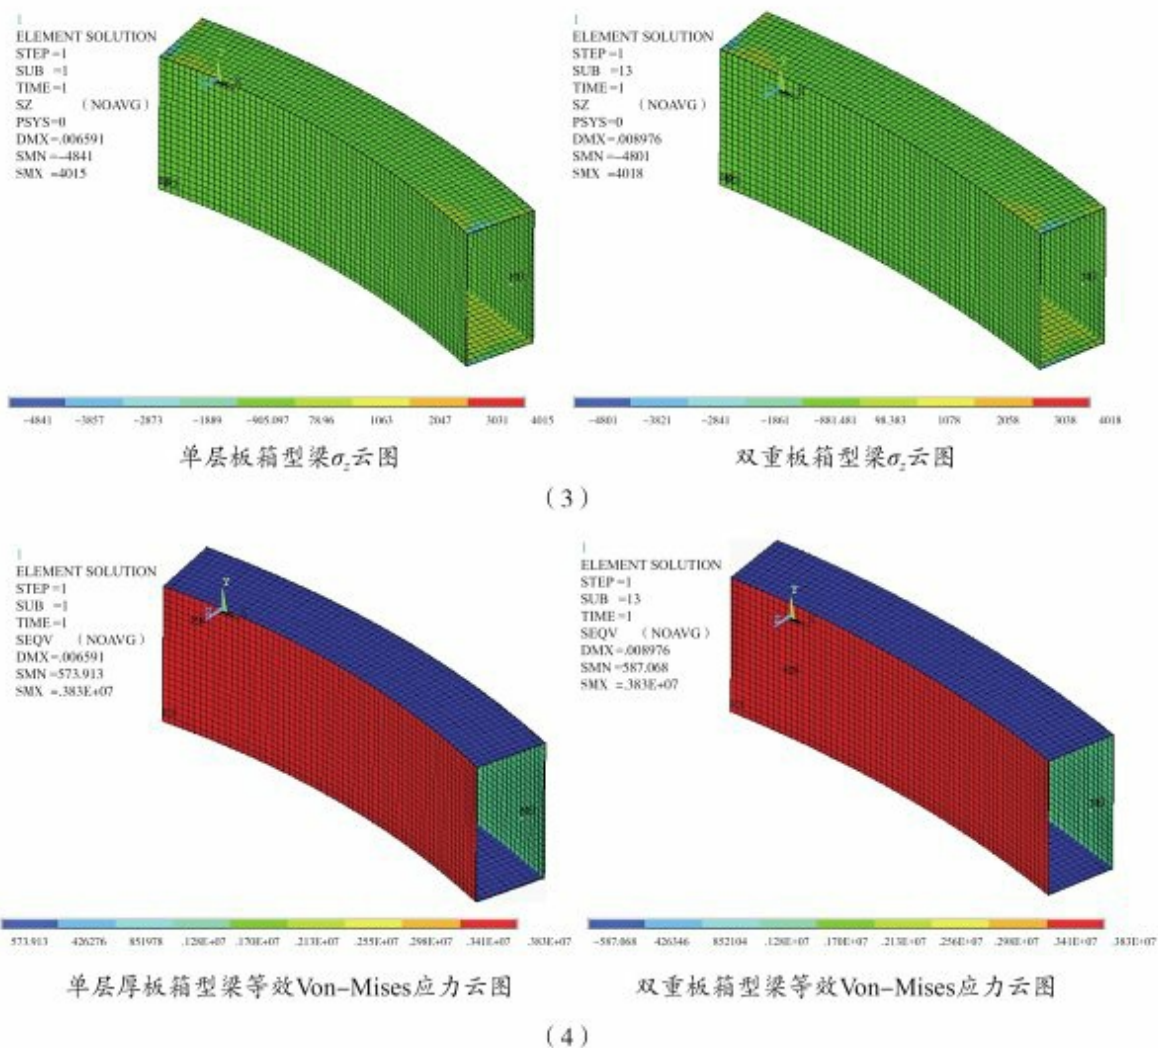 1
ELEMENT SOLUTION
STEP=1
SUB =1
TIME=1
SZ (NOAVG)
PSYS=0
DMX=.006591
SMN=-4841
SMX =4015
-4841 -3857 -2873 -1889 -905.097 78.96 1063 2047 3031 4015
单层板箱型梁σz云图
1
ELEMENT SOLUTION
STEP=1
SUB =13
TIME=1
SZ (NOAVG)
PSYS=0
DMX=.008976
SMN=-4801
SMX =4018
-4801 -3821 -2841 -1861 -881.481 98.383 1078 2058 3038 4018
双重板箱型梁σz云图
(3)
1
ELEMENT SOLUTION
STEP=1
SUB =1
TIME=1
SEQV (NOAVG)
DMX=.006591
SMN=573.913
SMX =.383E+07
Y
573.913 426276 851978 .128E+07 .170E+07 .213E+07 .255E+07 .298E+07 .341E+07 .383E+07
单层厚板箱型梁等效Von-Mises应力云图
1
ELEMENT SOLUTION
STEP=1
SUB =13
TIME=1
SEQV (NOAVG)
DMX=.008976
SMN=587.068
SMX =.383E+07
Y
-587.068 426346 852104 .128E+07 .170E+07 .213E+07 .256E+07 .298E+07 .341E+07 .383E+07
双重板箱型梁等效Von-Mises应力云图
(4)